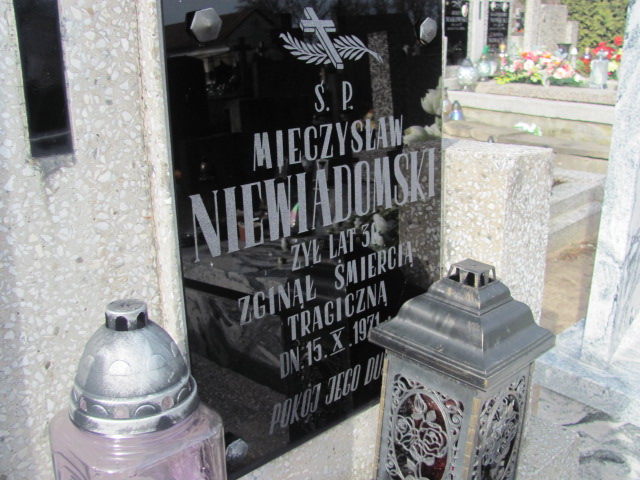 Ś. P.
MIECZYSŁAW
NIEWIADOMSKI
ŻYŁ LAT
ZGINĄŁ ŚMIERCIĄ
TRAGICZNĄ
DN. 15. X. 1971
POKÓJ JEGO